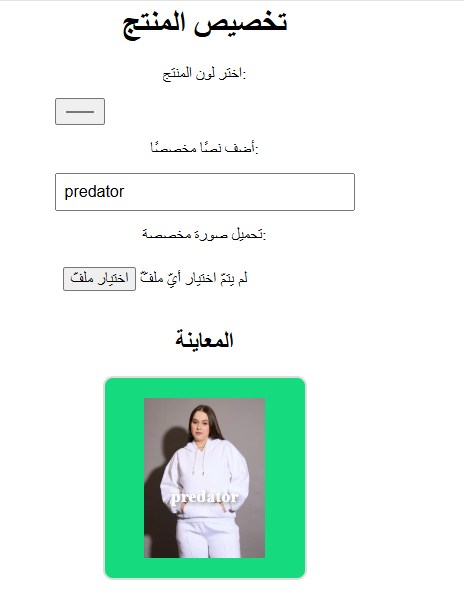 تخصيص المنتج
اختر لون المنتج:
أضف نصًا مخصصًا:
predator
تحميل صورة مخصصة:
اختيار ملفّ لم يتمّ اختيار أيّ ملفّ
المعاينة
predator